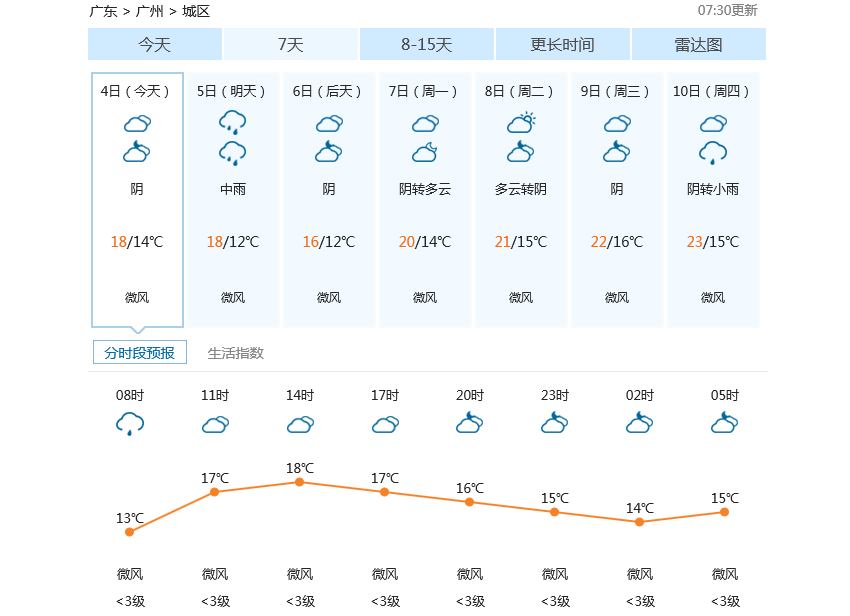 广东 > 广州 > 城区
07:30更新
今天 7天 8-15天 更长时间 雷达图
4日（今天） 5日（明天） 6日（后天） 7日（周一） 8日（周二） 9日（周三） 10日（周四）
阴 中雨 阴 阴转多云 多云转阴 阴 阴转小雨
18/14℃ 18/12℃ 16/12℃ 20/14℃ 21/15℃ 22/16℃ 23/15℃
微风 微风 微风 微风 微风 微风 微风
分时段预报 生活指数
08时 11时 14时 17时 20时 23时 02时 05时
13℃ 17℃ 18℃ 17℃ 16℃ 15℃ 14℃ 15℃
微风 微风 微风 微风 微风 微风 微风 微风
<3级 <3级 <3级 <3级 <3级 <3级 <3级 <3级